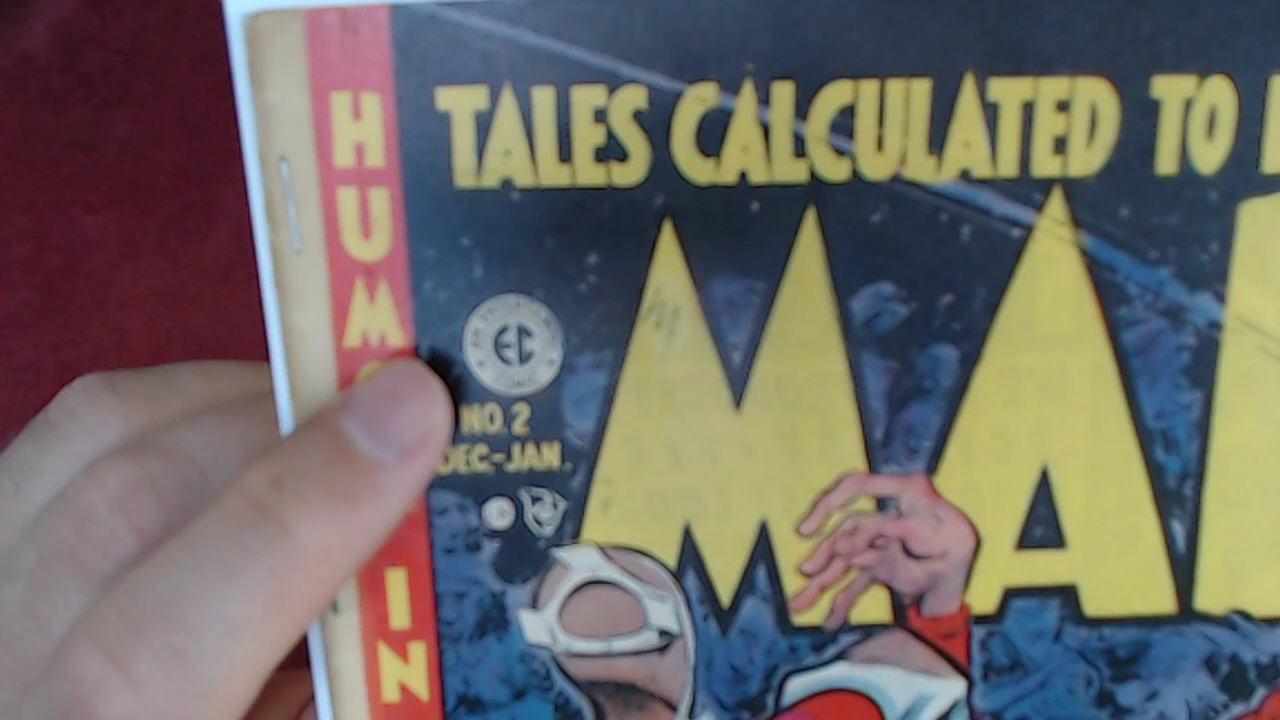 TALES CALCULATED TO
MA
HUM
IN
EC
NO. 2
DEC.-JAN.